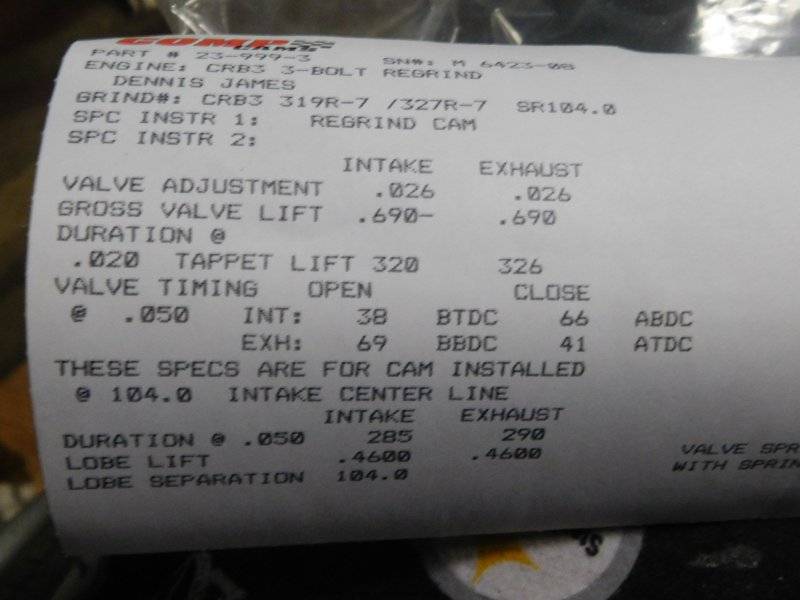 COMP CAMS
PART # 23-999-3 SN#: M 6423-08
ENGINE: CRB3 3-BOLT REGRIND
DENNIS JAMES
GRIND#: CRB3 319R-7 /327R-7 SR104.0
SPC INSTR 1: REGRIND CAM
SPC INSTR 2:
INTAKE EXHAUST
VALVE ADJUSTMENT .026 .026
GROSS VALVE LIFT .690- .690
DURATION @
.020 TAPPET LIFT 320 326
VALVE TIMING OPEN CLOSE
@ .050 INT: 38 BTDC 66 ABDC
EXH: 69 BBDC 41 ATDC
THESE SPECS ARE FOR CAM INSTALLED
@ 104.0 INTAKE CENTER LINE
INTAKE EXHAUST
DURATION @ .050 285 290
LOBE LIFT .4600 .4600
LOBE SEPARATION 104.0
VALVE SPR
WITH SPRIN